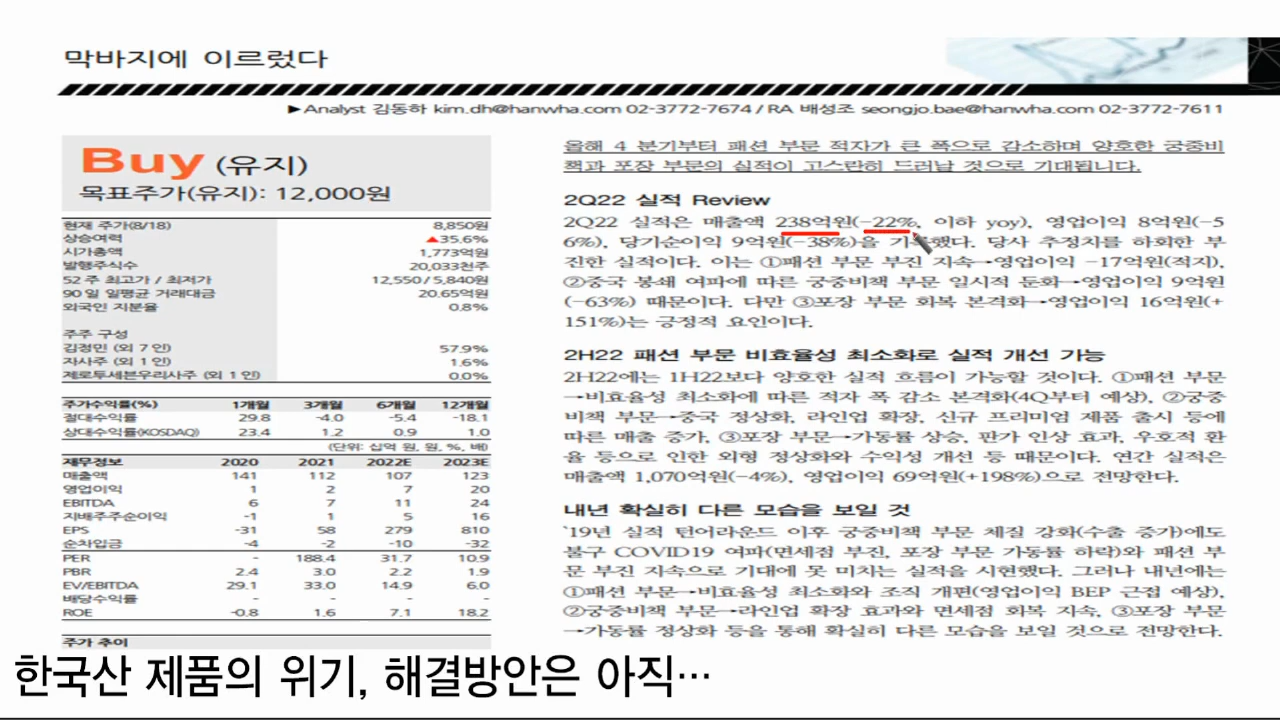 막바지에 이르렀다
▶Analyst 김동하 kim.dh@hanwha.com 02-3772-7674 / RA 배성조 seongjo.bae@hanwha.com 02-3772-7611
Buy (유지)
목표주가(유지): 12,000원
현재 주가(8/18) 8,850원
상승여력 ▲35.6%
시가총액 1,773억원
발행주식수 20,033천주
52 주 최고가 / 최저가 12,550 / 5,840원
90 일 일평균 거래대금 20.65억원
외국인 지분율 0.8%
주주 구성
김정민 (외 7 인) 57.9%
자사주 (외 1 인) 1.6%
제로투세븐우리사주 (외 1 인) 0.0%
주가수익률(%) 1개월 3개월 6개월 12개월
절대수익률 29.8 -4.0 -5.4 -18.1
상대수익률(KOSDAQ) 23.4 1.2 0.9 1.0
(단위: 십억 원, 원, %, 배)
재무정보 2020 2021 2022E 2023E
매출액 141 112 107 123
영업이익 1 2 7 20
EBITDA 6 7 11 24
지배주주순이익 -1 1 5 16
EPS -31 58 279 810
순차입금 -4 -2 -10 -32
PER - 188.4 31.7 10.9
PBR 2.4 3.0 2.2 1.9
EV/EBITDA 29.1 33.0 14.9 6.0
배당수익률 - - - -
ROE -0.8 1.6 7.1 18.2
주가 추이
올해 4 분기부터 패션 부문 적자가 큰 폭으로 감소하며 양호한 궁중비
책과 포장 부문의 실적이 고스란히 드러날 것으로 기대됩니다.
2Q22 실적 Review
2Q22 실적은 매출액 238억원(-22%, 이하 yoy), 영업이익 8억원(-5
6%), 당기순이익 9억원(-38%)을 기록했다. 당사 추정치를 하회한 부
진한 실적이다. 이는 ①패션 부문 부진 지속→영업이익 -17억원(적지),
②중국 봉쇄 여파에 따른 궁중비책 부문 일시적 둔화→영업이익 9억원
(-63%) 때문이다. 다만 ③포장 부문 회복 본격화→영업이익 16억원(+
151%)는 긍정적 요인이다.
2H22 패션 부문 비효율성 최소화로 실적 개선 가능
2H22에는 1H22보다 양호한 실적 흐름이 가능할 것이다. ①패션 부문
→비효율성 최소화에 따른 적자 폭 감소 본격화(4Q부터 예상), ②궁중
비책 부문→중국 정상화, 라인업 확장, 신규 프리미엄 제품 출시 등에
따른 매출 증가, ③포장 부문→가동률 상승, 판가 인상 효과, 우호적 환
율 등으로 인한 외형 정상화와 수익성 개선 등 때문이다. 연간 실적은
매출액 1,070억원(-4%), 영업이익 69억원(+198%)으로 전망한다.
내년 확실히 다른 모습을 보일 것
'19년 실적 턴어라운드 이후 궁중비책 부문 체질 강화(수출 증가)에도
불구 COVID19 여파(면세점 부진, 포장 부문 가동률 하락)와 패션 부
문 부진 지속으로 기대에 못 미치는 실적을 시현했다. 그러나 내년에는
①패션 부문→비효율성 최소화와 조직 개편(영업이익 BEP 근접 예상),
②궁중비책 부문→라인업 확장 효과와 면세점 회복 지속, ③포장 부문
→가동률 정상화 등을 통해 확실히 다른 모습을 보일 것으로 전망한다.
한국산 제품의 위기, 해결방안은 아직…